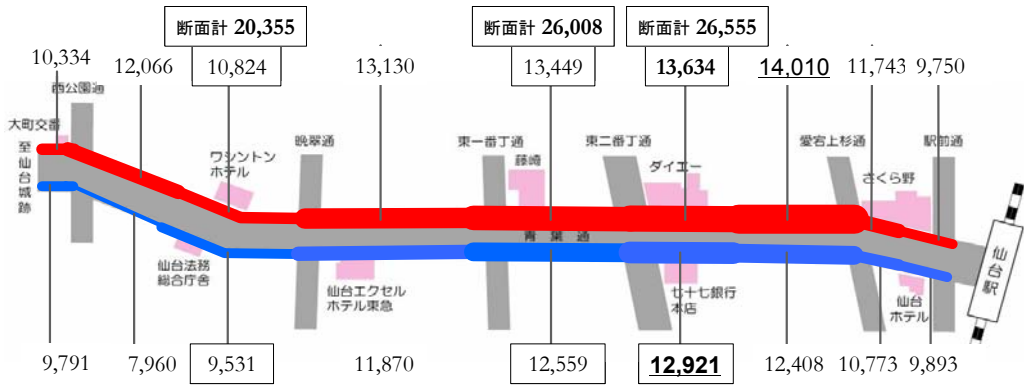 断面計 20,355
断面計 26,008
断面計 26,555
10,334
12,066
10,824
13,130
13,449
13,634
14,010
11,743
9,750
西公園通
大町交番
至仙台城跡
ワシントン
ホテル
晩翠通
東一番丁通
藤崎
東二番丁通
ダイエー
愛宕上杉通
駅前通
さくら野
青葉通
仙台法務
総合庁舎
仙台エクセル
ホテル東急
七十七銀行
本店
仙台
ホテル
仙台駅
9,791
7,960
9,531
11,870
12,559
12,921
12,408
10,773
9,893